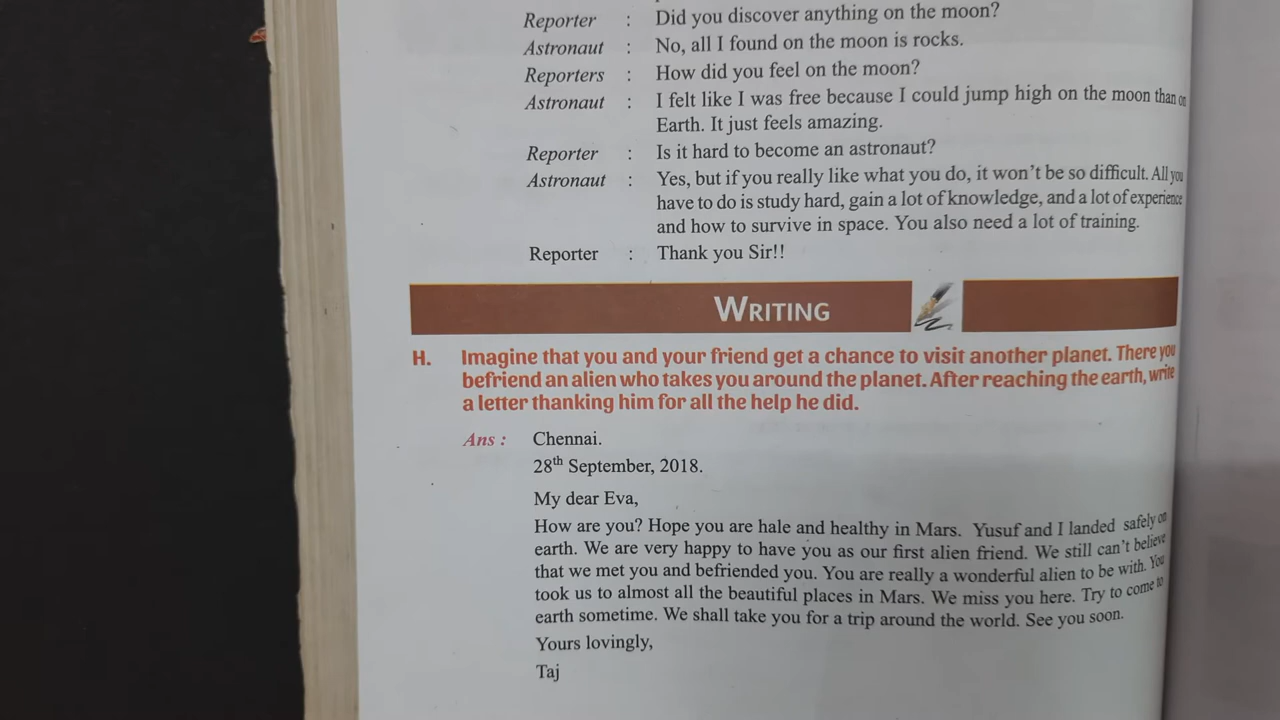 Reporter : Did you discover anything on the moon?
Astronaut : No, all I found on the moon is rocks.
Reporters : How did you feel on the moon?
Astronaut : I felt like I was free because I could jump high on the moon than on
Earth. It just feels amazing.
Reporter : Is it hard to become an astronaut?
Astronaut : Yes, but if you really like what you do, it won't be so difficult. All you
have to do is study hard, gain a lot of knowledge, and a lot of experience
and how to survive in space. You also need a lot of training.
Reporter : Thank you Sir!!
WRITING
H. Imagine that you and your friend get a chance to visit another planet. There you
befriend an alien who takes you around the planet. After reaching the earth, write
a letter thanking him for all the help he did.
Ans : Chennai.
28th September, 2018.
My dear Eva,
How are you? Hope you are hale and healthy in Mars. Yusuf and I landed safely on
earth. We are very happy to have you as our first alien friend. We still can't believe
that we met you and befriended you. You are really a wonderful alien to be with. You
took us to almost all the beautiful places in Mars. We miss you here. Try to come to
earth sometime. We shall take you for a trip around the world. See you soon.
Yours lovingly,
Taj